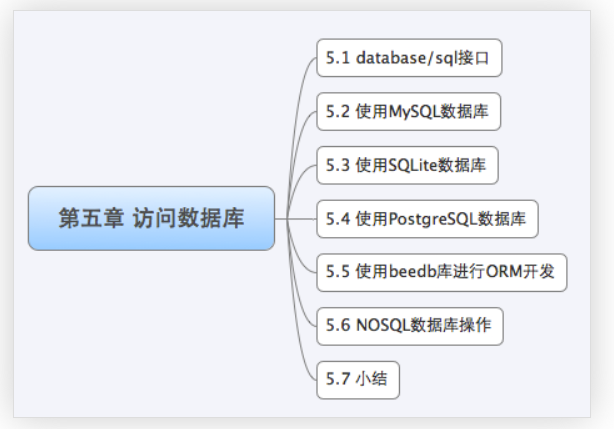 第五章 访问数据库
5.1 database/sql接口
5.2 使用MySQL数据库
5.3 使用SQLite数据库
5.4 使用PostgreSQL数据库
5.5 使用beedb库进行ORM开发
5.6 NOSQL数据库操作
5.7 小结